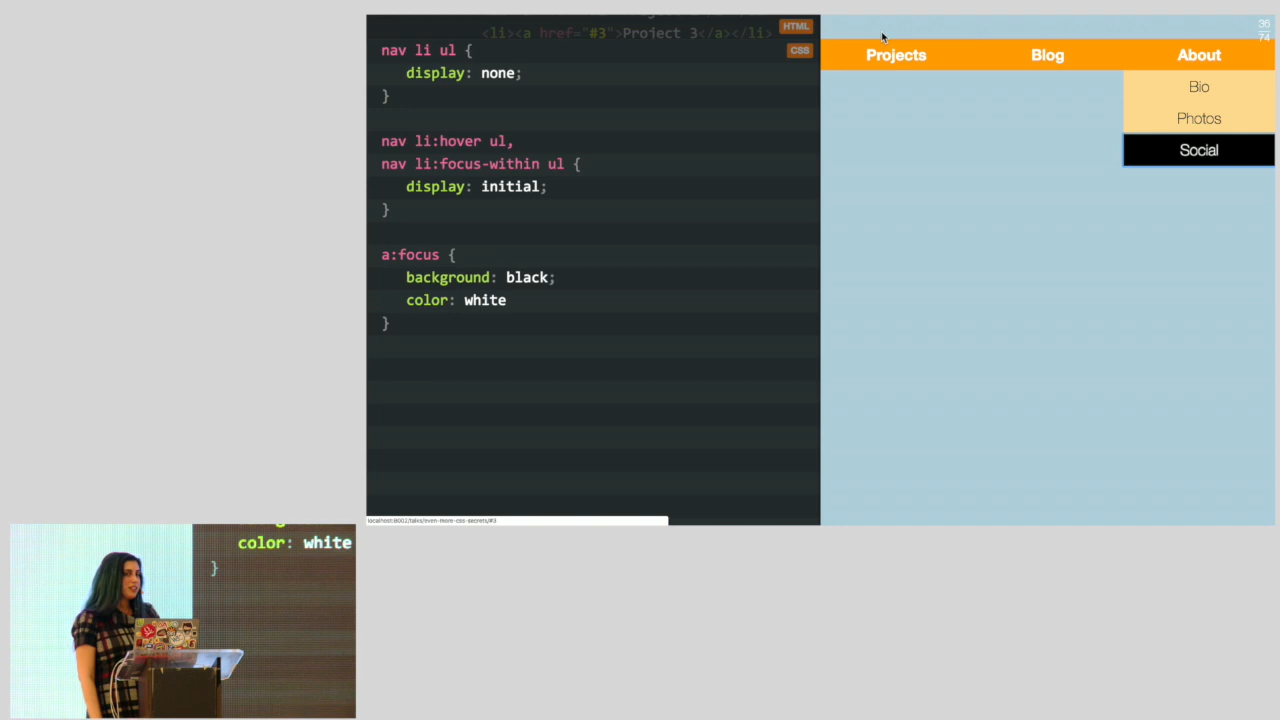 <li><a href="#3">Project 3</a></li>
HTML
nav li ul {
display: none;
}
CSS
nav li:hover ul,
nav li:focus-within ul {
display: initial;
}
a:focus {
background: black;
color: white
}
localhost:8002/talks/even-more-css-secrets/#3
36
74
Projects Blog About
Bio
Photos
Social
color: white
}